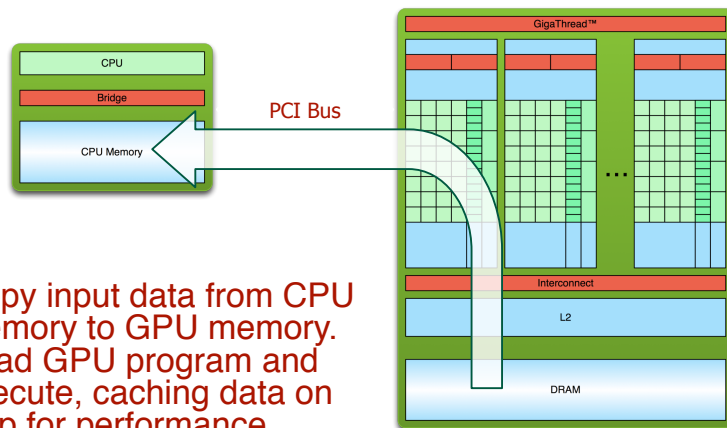 GigaThread™
CPU
Bridge
CPU Memory
PCI Bus
...
Interconnect
L2
DRAM
py input data from CPU
emory to GPU memory.
ad GPU program and
ecute, caching data on
p for performance